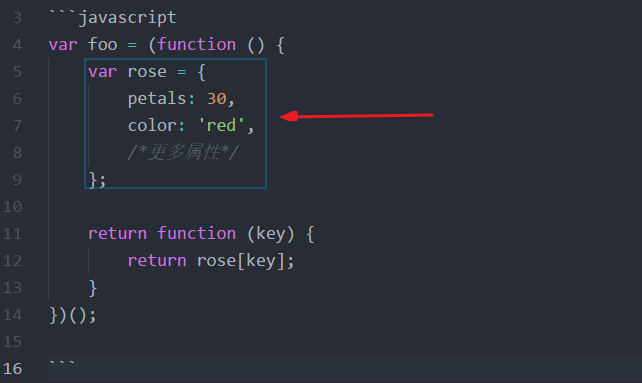 3 ```javascript
4 var foo = (function () {
5     var rose = {
6         petals: 30,
7         color: 'red',
8         /*更多属性*/
9     };
10
11     return function (key) {
12         return rose[key];
13     }
14 })();
15
16 ```